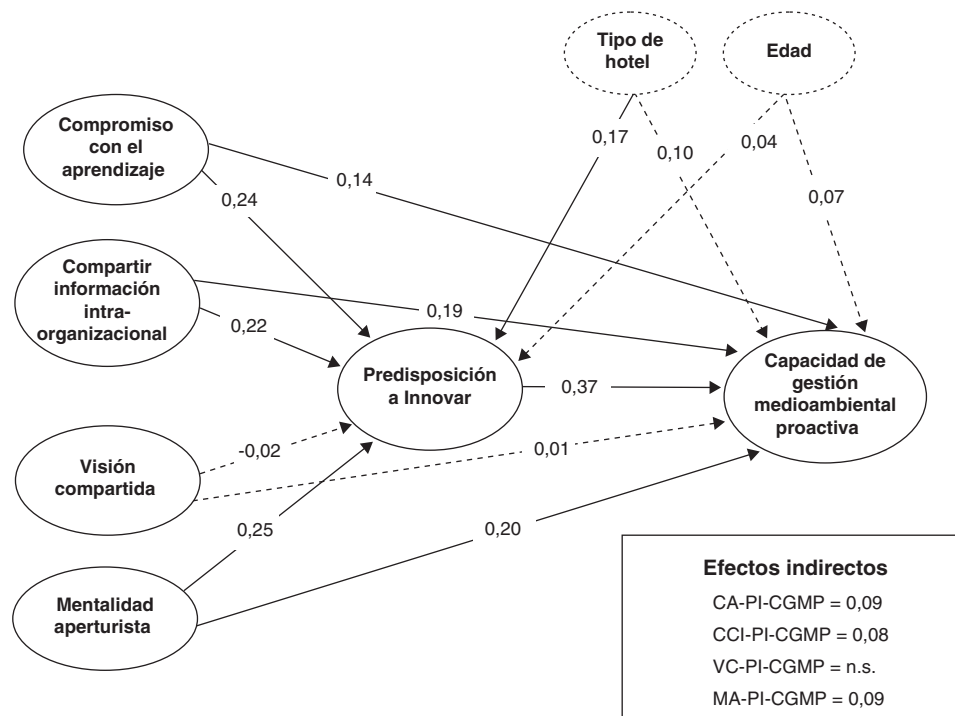 Tipo de
hotel
Edad
Compromiso
con el
aprendizaje
0,17
0,10
0,04
0,14
0,24
0,07
Compartir
información
intra-
organizacional
0,19
0,22
Predisposición
a Innovar
0,37
Capacidad de
gestión
medioambiental
proactiva
Visión
compartida
-0,02
0,01
0,25
0,20
Mentalidad
aperturista
Efectos indirectos
CA-PI-CGMP = 0,09
CCI-PI-CGMP = 0,08
VC-PI-CGMP = n.s.
MA-PI-CGMP = 0,09